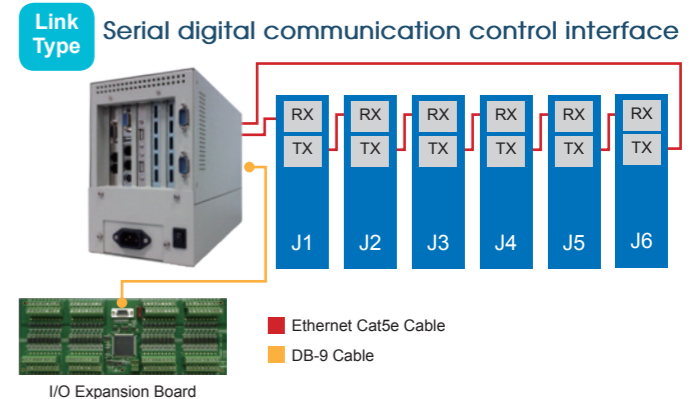 Link
Type
Serial digital communication control interface
RX RX RX RX RX RX
TX TX TX TX TX TX
J1 J2 J3 J4 J5 J6
Ethernet Cat5e Cable
DB-9 Cable
I/O Expansion Board